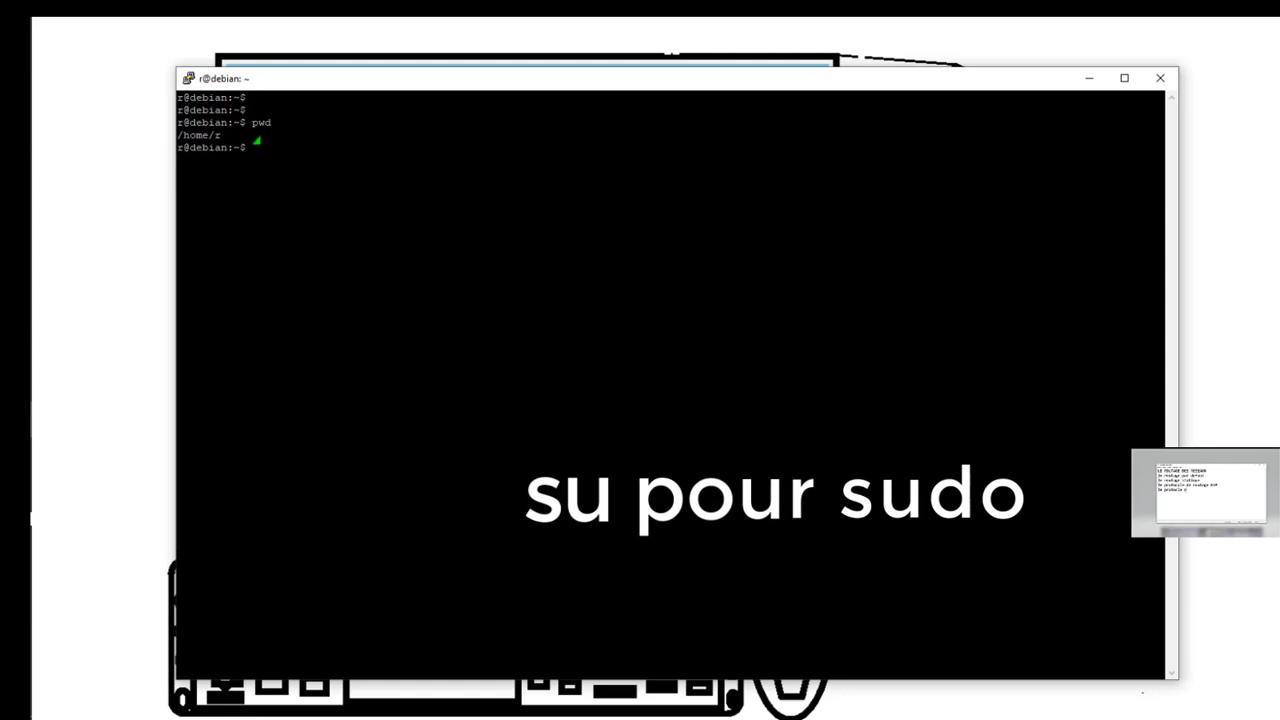 r@debian: ~
r@debian:~$
r@debian:~$
r@debian:~$ pwd
/home/r
r@debian:~$
su pour sudo